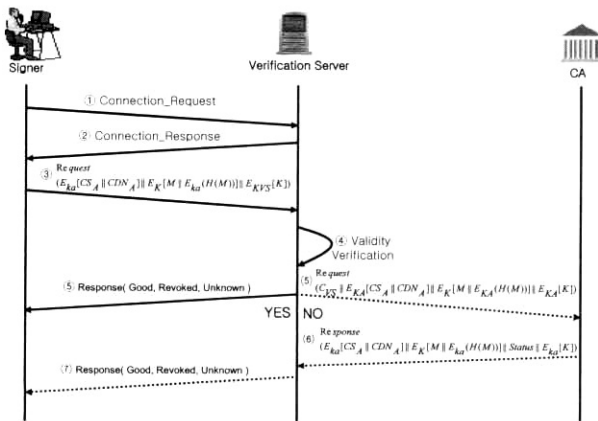 Signer
Verification Server
CA
① Connection_Request
② Connection_Response
③ Request
(E_ka[CS_A || CDN_A] || E_K[M || E_ka(H(M))] || E_KVS[K])
④ Validity
Verification
⑤ Response( Good, Revoked, Unknown )
(5) Request
(C_VS || E_KA[CS_A || CDN_A] || E_K[M || E_KA(H(M))] || E_KA[K])
YES NO
(6) Response
(E_ka[CS_A || CDN_A] || E_K[M || E_ka(H(M))] || Status || E_ka[K])
(7) Response( Good, Revoked, Unknown )